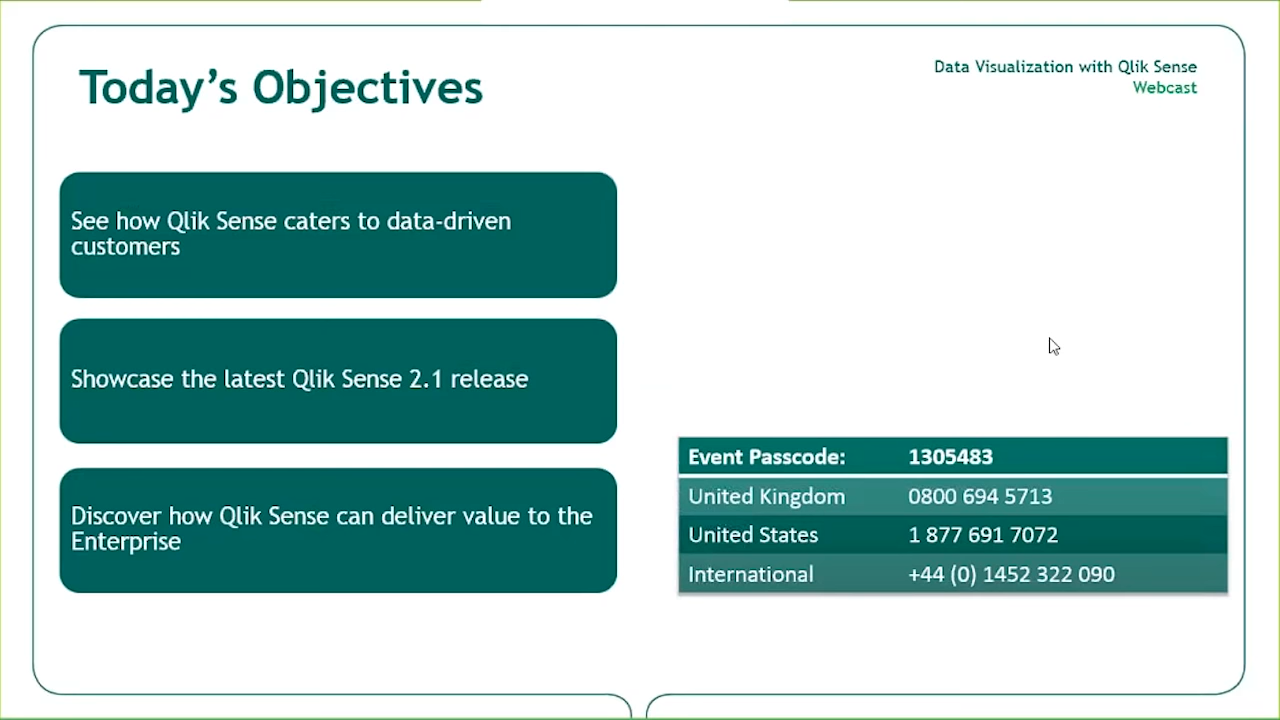 Today's Objectives
Data Visualization with Qlik Sense
Webcast
See how Qlik Sense caters to data-driven
customers
Showcase the latest Qlik Sense 2.1 release
Discover how Qlik Sense can deliver value to the
Enterprise
Event Passcode: 1305483
United Kingdom 0800 694 5713
United States 1 877 691 7072
International +44 (0) 1452 322 090